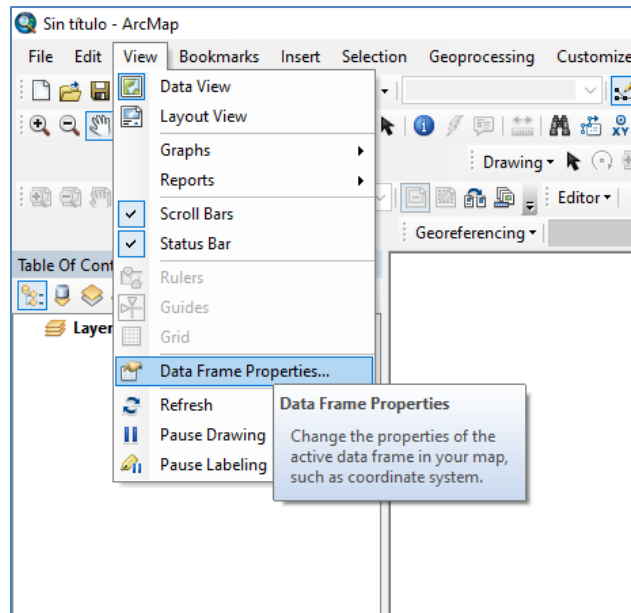 Sin título - ArcMap
File Edit View Bookmarks Insert Selection Geoprocessing Customize
Data View
Layout View
Graphs
Reports
Drawing
Scroll Bars
Editor
Status Bar
Georeferencing
Table Of Cont
Rulers
Guides
Layer
Grid
Data Frame Properties...
Refresh
Pause Drawing
Pause Labeling
Data Frame Properties
Change the properties of the
active data frame in your map,
such as coordinate system.
XY